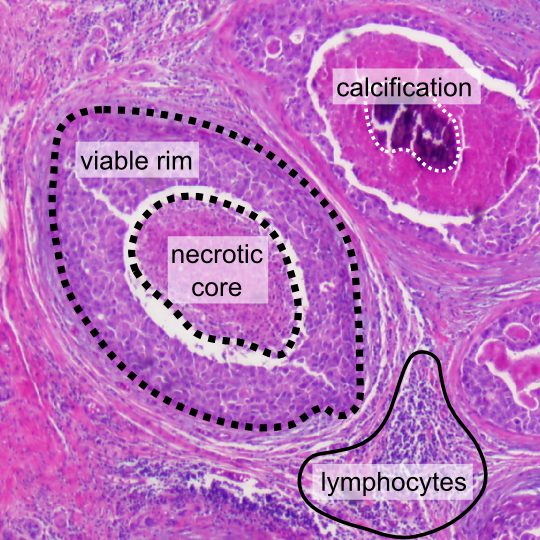 calcification
viable rim
necrotic
core
lymphocytes